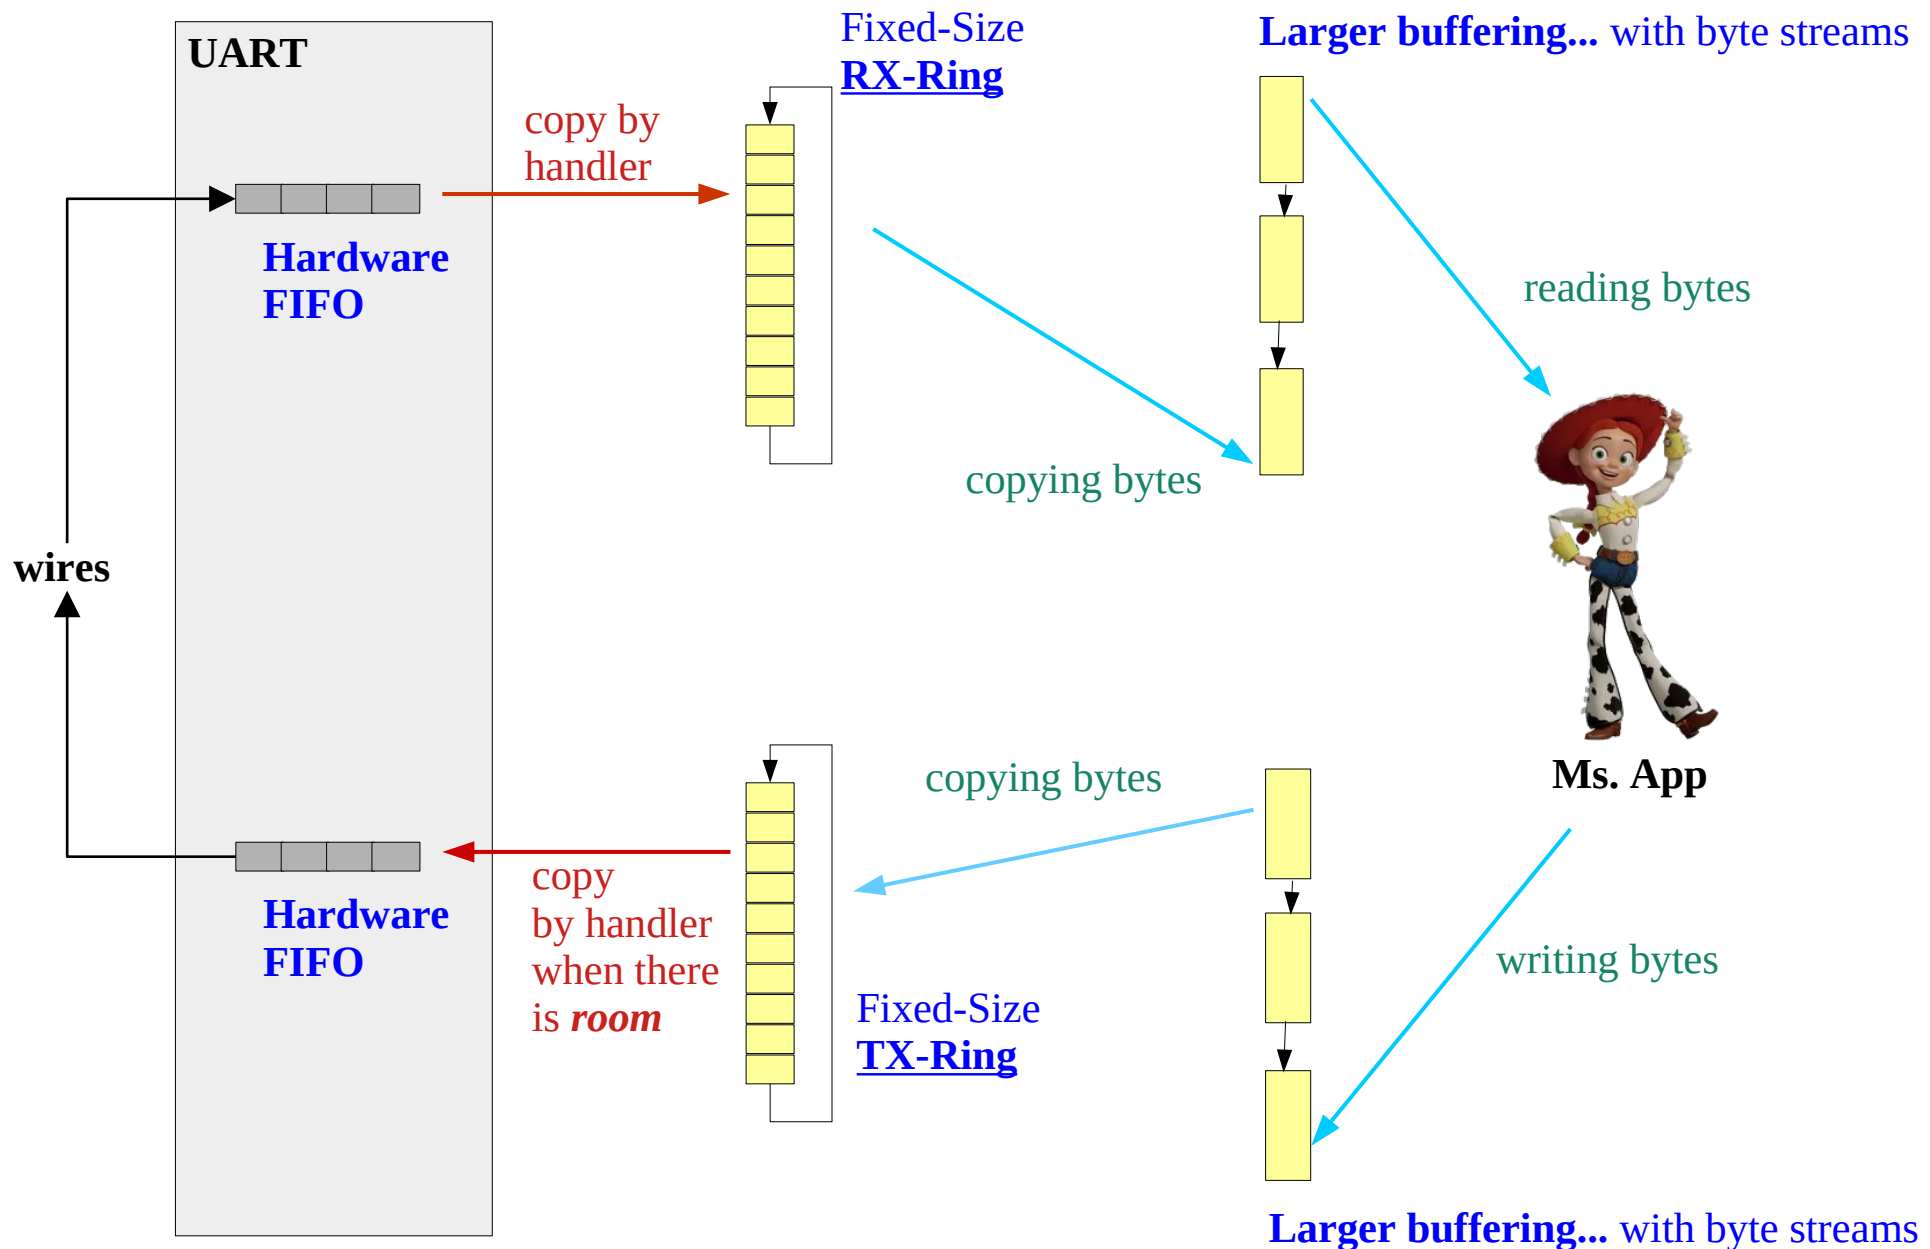 UART
Fixed-Size
RX-Ring
Larger buffering... with byte streams
copy by
handler
Hardware
FIFO
reading bytes
copying bytes
wires
Ms. App
copying bytes
copy
by handler
when there
is room
Hardware
FIFO
writing bytes
Fixed-Size
TX-Ring
Larger buffering... with byte streams